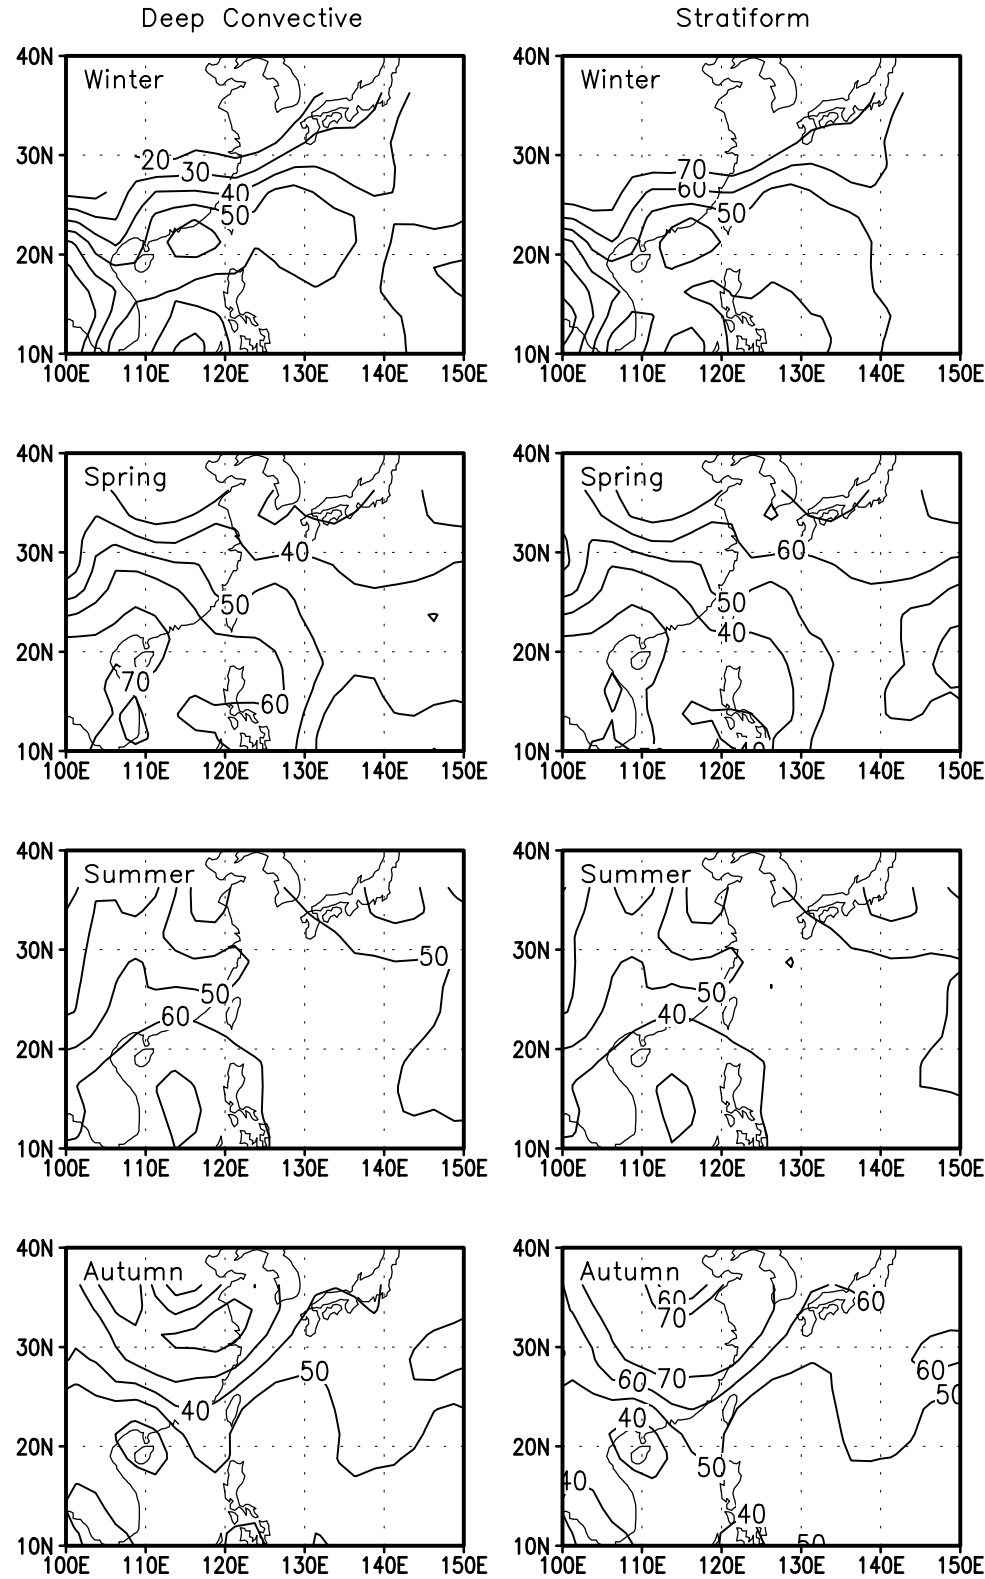 Deep Convective Stratiform
40N Winter 40N Winter
30N 20 30 30N 70 60
40 50 50
20N 20N
10N 10N
100E 110E 120E 130E 140E 150E 100E 110E 120E 130E 140E 150E
40N Spring 40N Spring
30N 40 30N 60
50 50 40
20N 70 60 20N
10N 10N
100E 110E 120E 130E 140E 150E 100E 110E 120E 130E 140E 150E
40N Summer 40N Summer
30N 50 30N
50 60 50 40
20N 20N
10N 10N
100E 110E 120E 130E 140E 150E 100E 110E 120E 130E 140E 150E
40N Autumn 40N Autumn
60 70 60
30N 50 30N 60 70 60
40 40 50
20N 20N 50
40 40
10N 10N 50
100E 110E 120E 130E 140E 150E 100E 110E 120E 130E 140E 150E